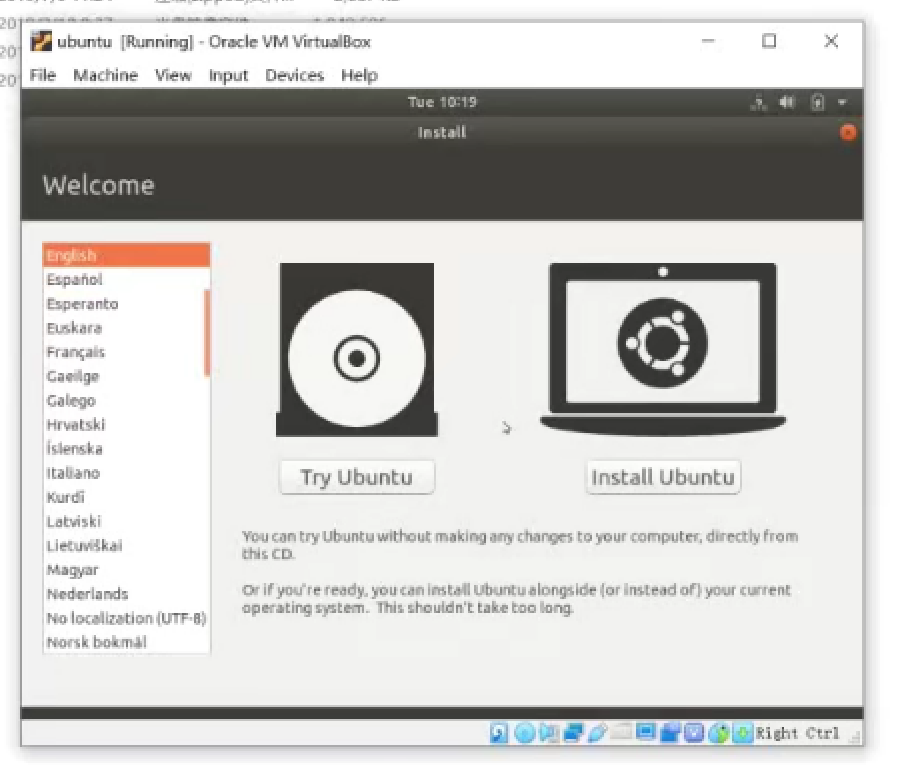 ubuntu [Running] - Oracle VM VirtualBox
File Machine View Input Devices Help
Tue 10:19
Install
Welcome
English
Español
Esperanto
Euskara
Français
Gaeilge
Galego
Hrvatski
Íslenska
Italiano
Kurdî
Latviski
Lietuviškai
Magyar
Nederlands
No localization (UTF-8)
Norsk bokmål
Try Ubuntu
Install Ubuntu
You can try Ubuntu without making any changes to your computer, directly from
this CD.
Or if you're ready, you can install Ubuntu alongside (or instead of) your current
operating system. This shouldn't take too long.
Right Ctrl